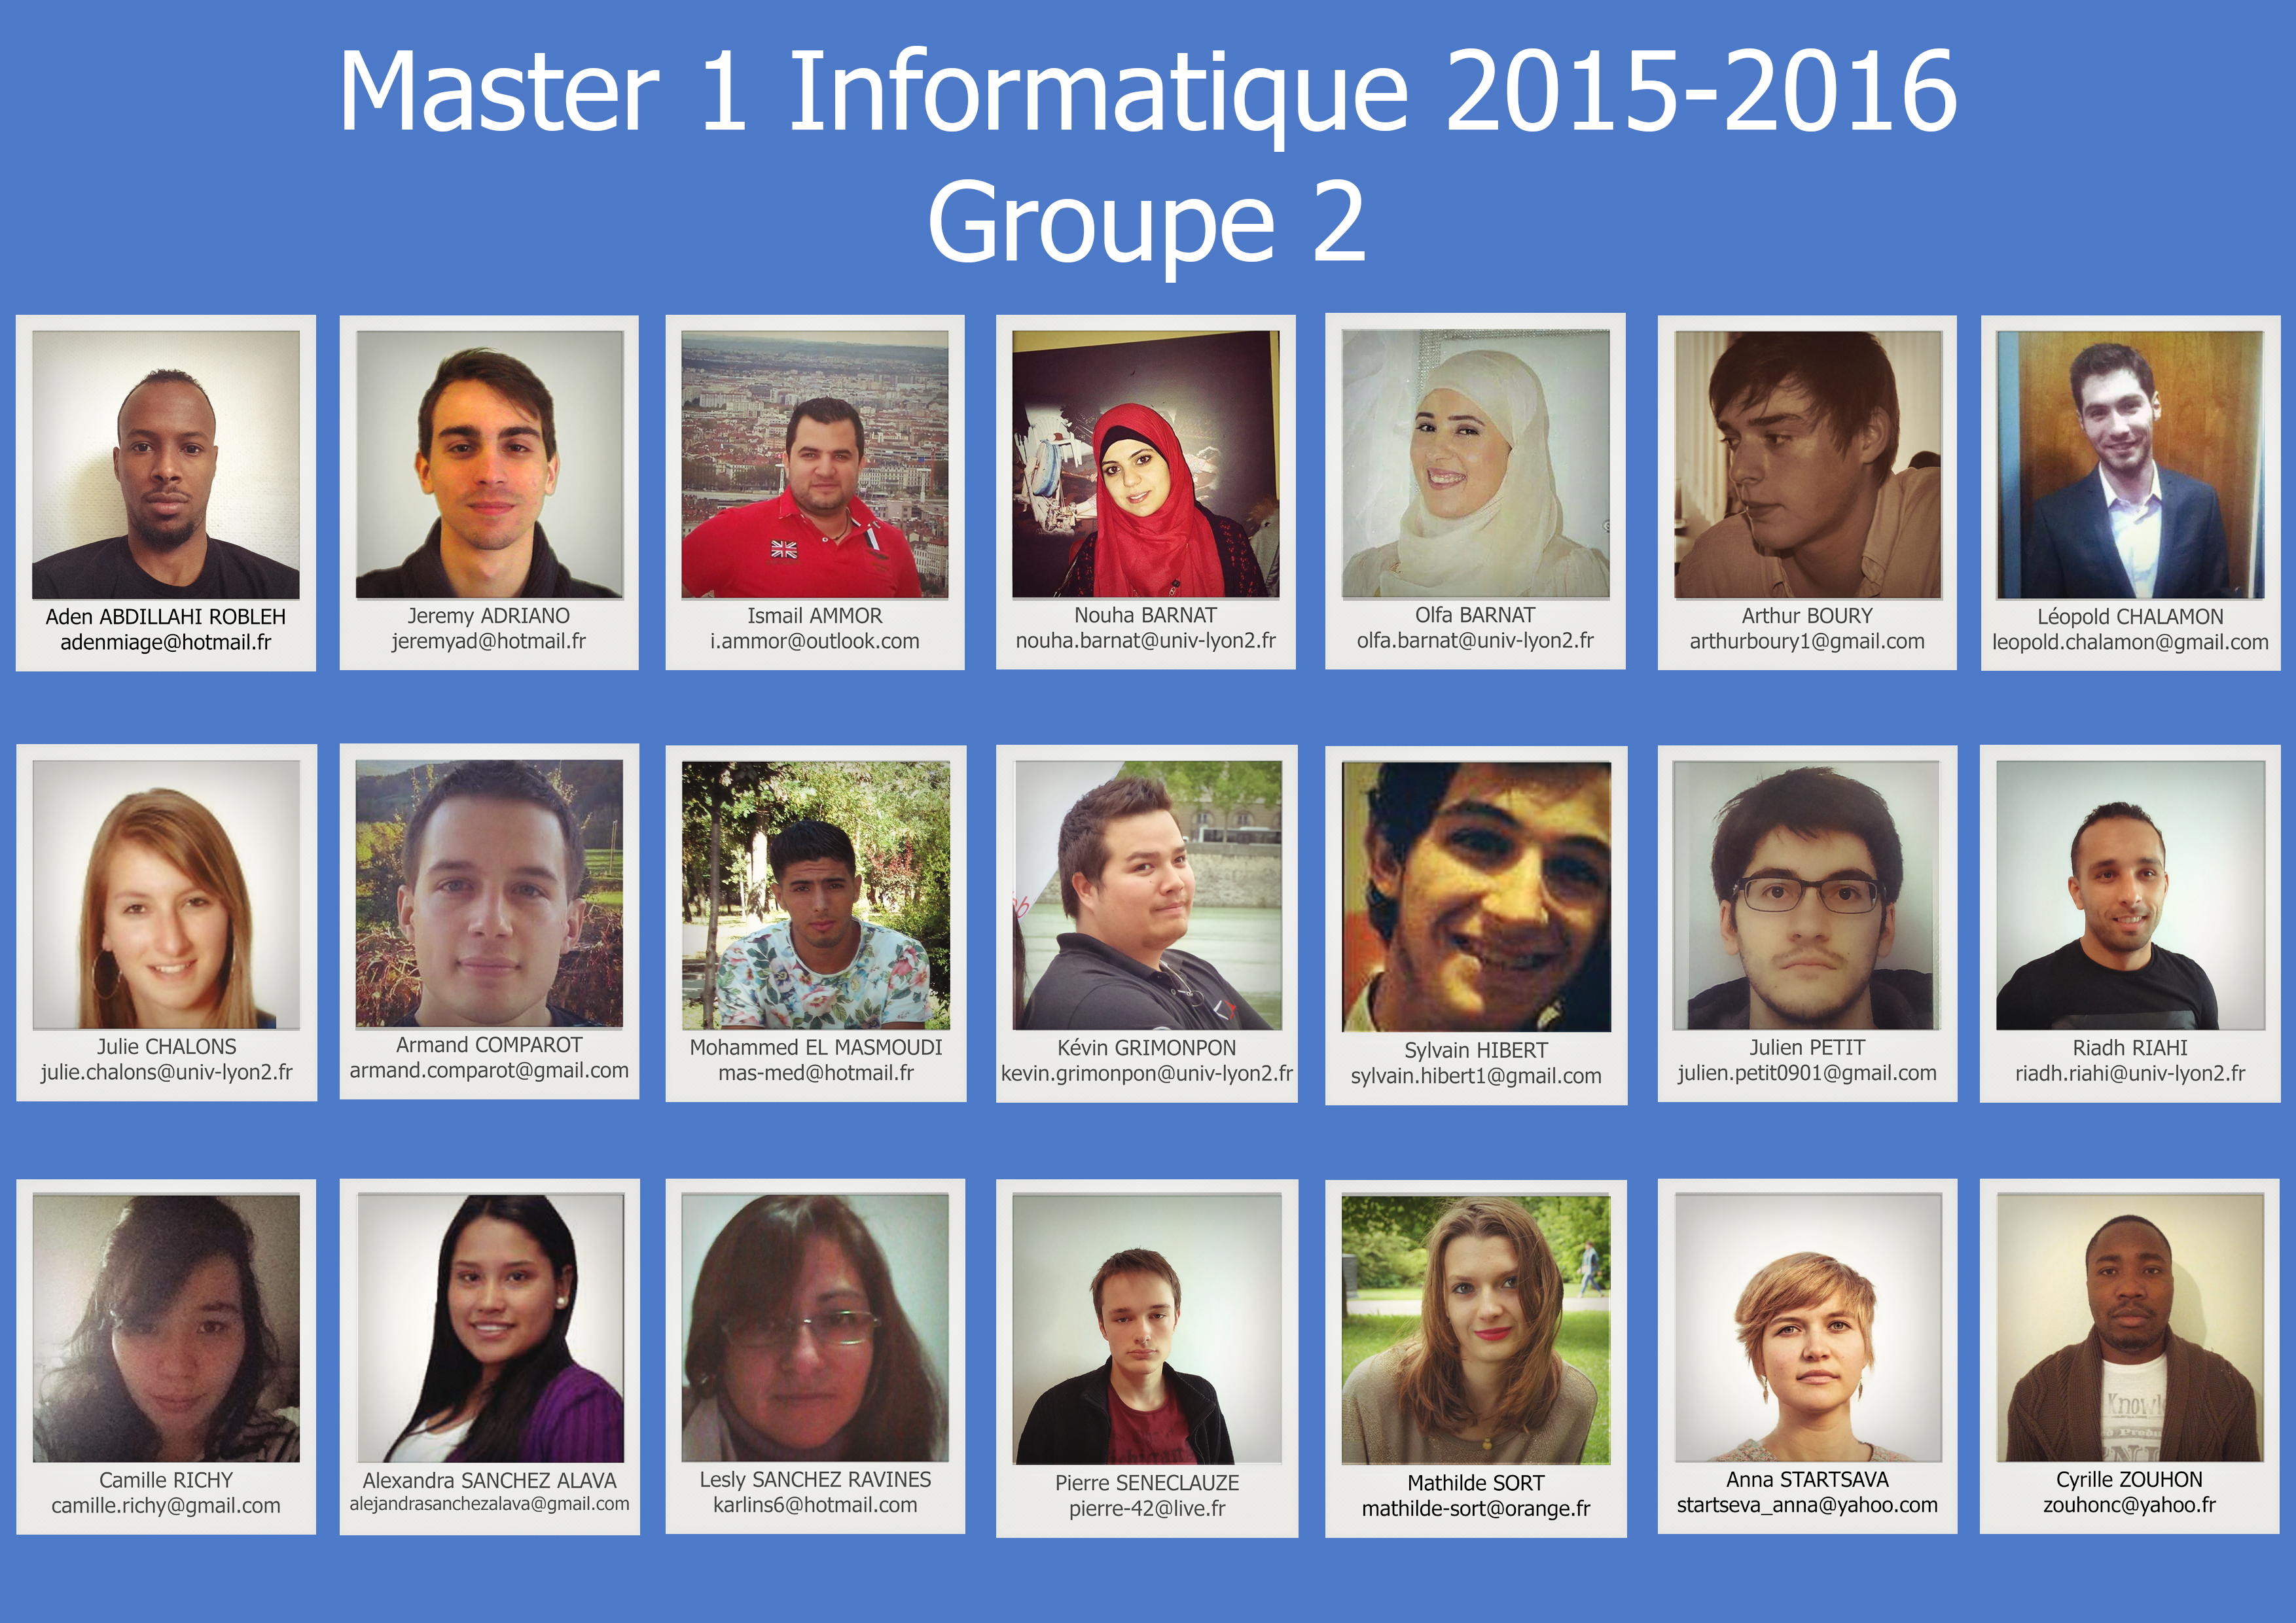 Master 1 Informatique 2015-2016
Groupe 2
Aden ABDILLAHI ROBLEH
adenmiage@hotmail.fr
Jeremy ADRIANO
jeremyad@hotmail.fr
Ismail AMMOR
i.ammor@outlook.com
Nouha BARNAT
nouha.barnat@univ-lyon2.fr
Olfa BARNAT
olfa.barnat@univ-lyon2.fr
Arthur BOURY
arthurboury1@gmail.com
Léopold CHALAMON
leopold.chalamon@gmail.com
Julie CHALONS
julie.chalons@univ-lyon2.fr
Armand COMPAROT
armand.comparot@gmail.com
Mohammed EL MASMOUDI
mas-med@hotmail.fr
Kévin GRIMONPON
kevin.grimonpon@univ-lyon2.fr
Sylvain HIBERT
sylvain.hibert1@gmail.com
Julien PETIT
julien.petit0901@gmail.com
Riadh RIAHI
riadh.riahi@univ-lyon2.fr
Camille RICHY
camille.richy@gmail.com
Alexandra SANCHEZ ALAVA
alejandrasanchezalava@gmail.com
Lesly SANCHEZ RAVINES
karlins6@hotmail.com
Pierre SENECLAUZE
pierre-42@live.fr
Mathilde SORT
mathilde-sort@orange.fr
Anna STARTSAVA
startseva_anna@yahoo.com
Know
Cyrille ZOUHON
zouhonc@yahoo.fr